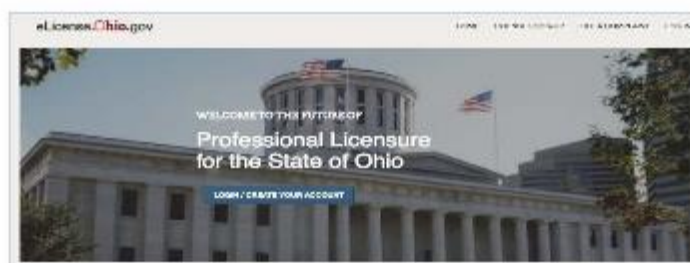 eLicense.Ohio.gov
HOME
WELCOME TO THE FUTURE OF
Professional Licensure
for the State of Ohio
LOGIN / CREATE YOUR ACCOUNT